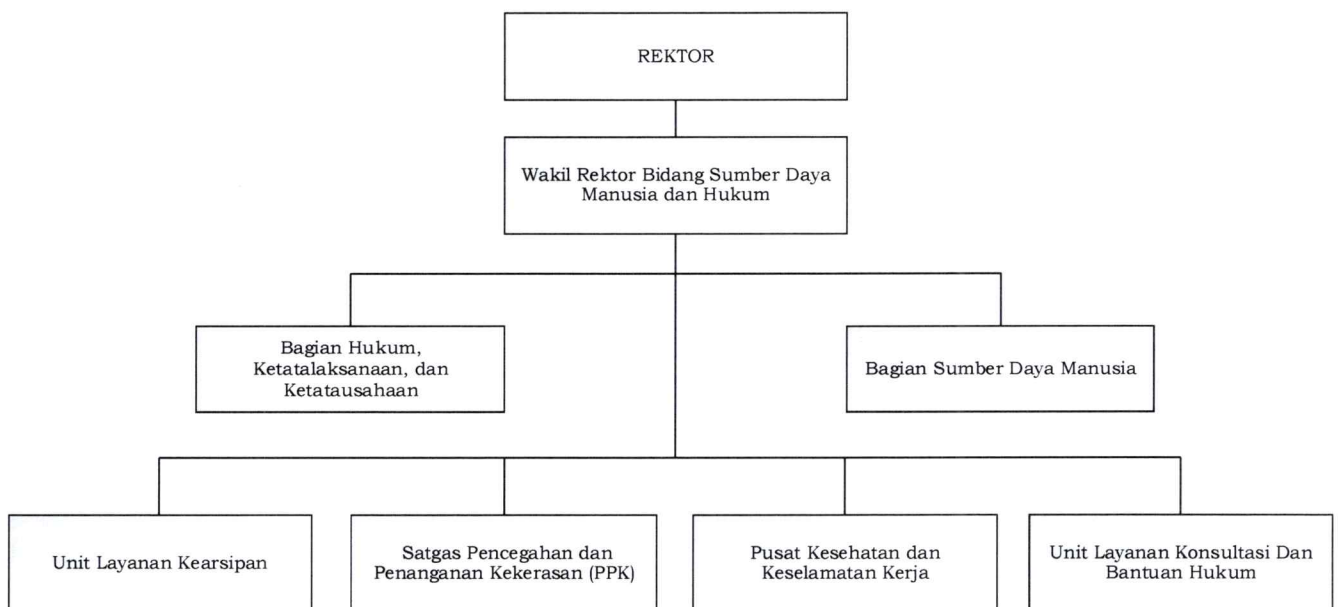 REKTOR
Wakil Rektor Bidang Sumber Daya
Manusia dan Hukum
Bagian Hukum,
Ketatalaksanaan, dan
Ketatausahaan
Bagian Sumber Daya Manusia
Unit Layanan Kearsipan
Satgas Pencegahan dan
Penanganan Kekerasan (PPK)
Pusat Kesehatan dan
Keselamatan Kerja
Unit Layanan Konsultasi Dan
Bantuan Hukum